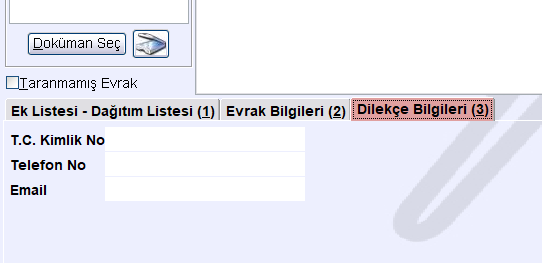 Doküman Seç
Taranmamış Evrak
Ek Listesi - Dağıtım Listesi (1) Evrak Bilgileri (2) Dilekçe Bilgileri (3)
T.C. Kimlik No
Telefon No
Email